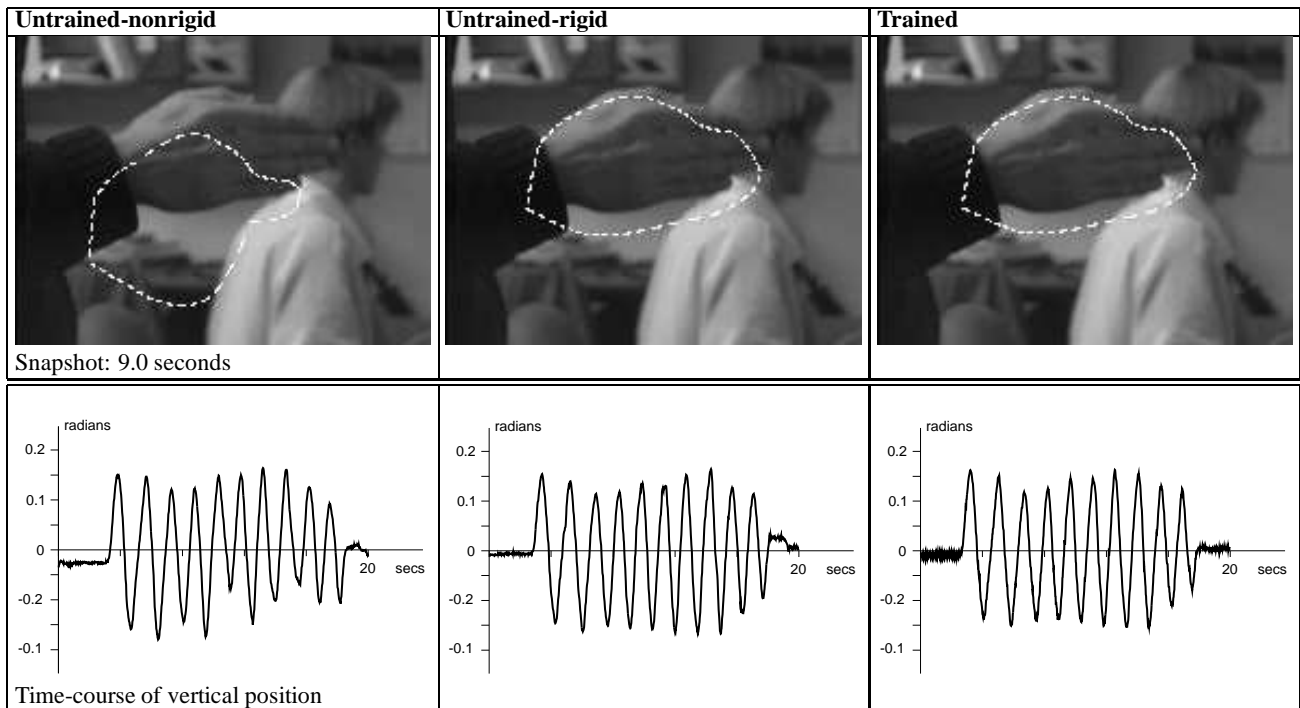 Untrained-nonrigid
Untrained-rigid
Trained
Snapshot: 9.0 seconds
radians
0.2
0.1
0
-0.2
-0.1
20
secs
radians
0.2
0.1
0
-0.2
-0.1
20
secs
radians
0.2
0.1
0
-0.2
-0.1
20
secs
Time-course of vertical position